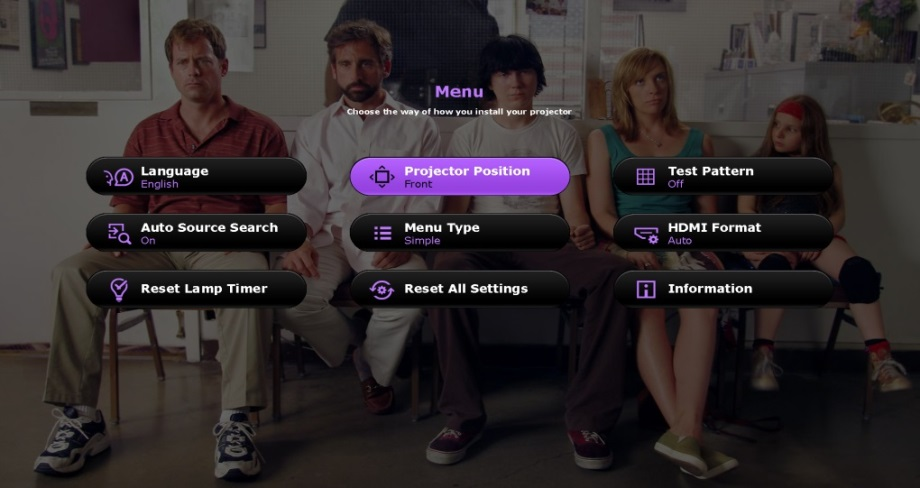 Menu
Choose the way of how you install your projector
Language
English
Projector Position
Front
Test Pattern
Off
Auto Source Search
On
Menu Type
Simple
HDMI Format
Auto
Reset Lamp Timer
Reset All Settings
Information